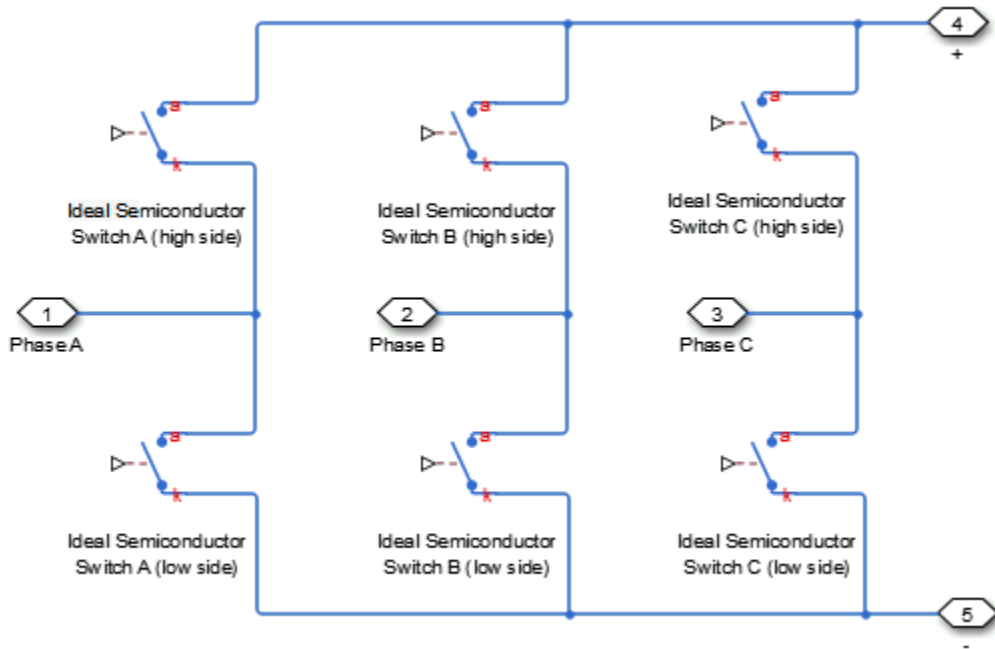 4
+
a
k
Ideal Semiconductor
Switch A (high side)
a
k
Ideal Semiconductor
Switch B (high side)
a
k
Ideal Semiconductor
Switch C (high side)
1
Phase A
2
Phase B
3
Phase C
a
k
Ideal Semiconductor
Switch A (low side)
a
k
Ideal Semiconductor
Switch B (low side)
a
k
Ideal Semiconductor
Switch C (low side)
5
-